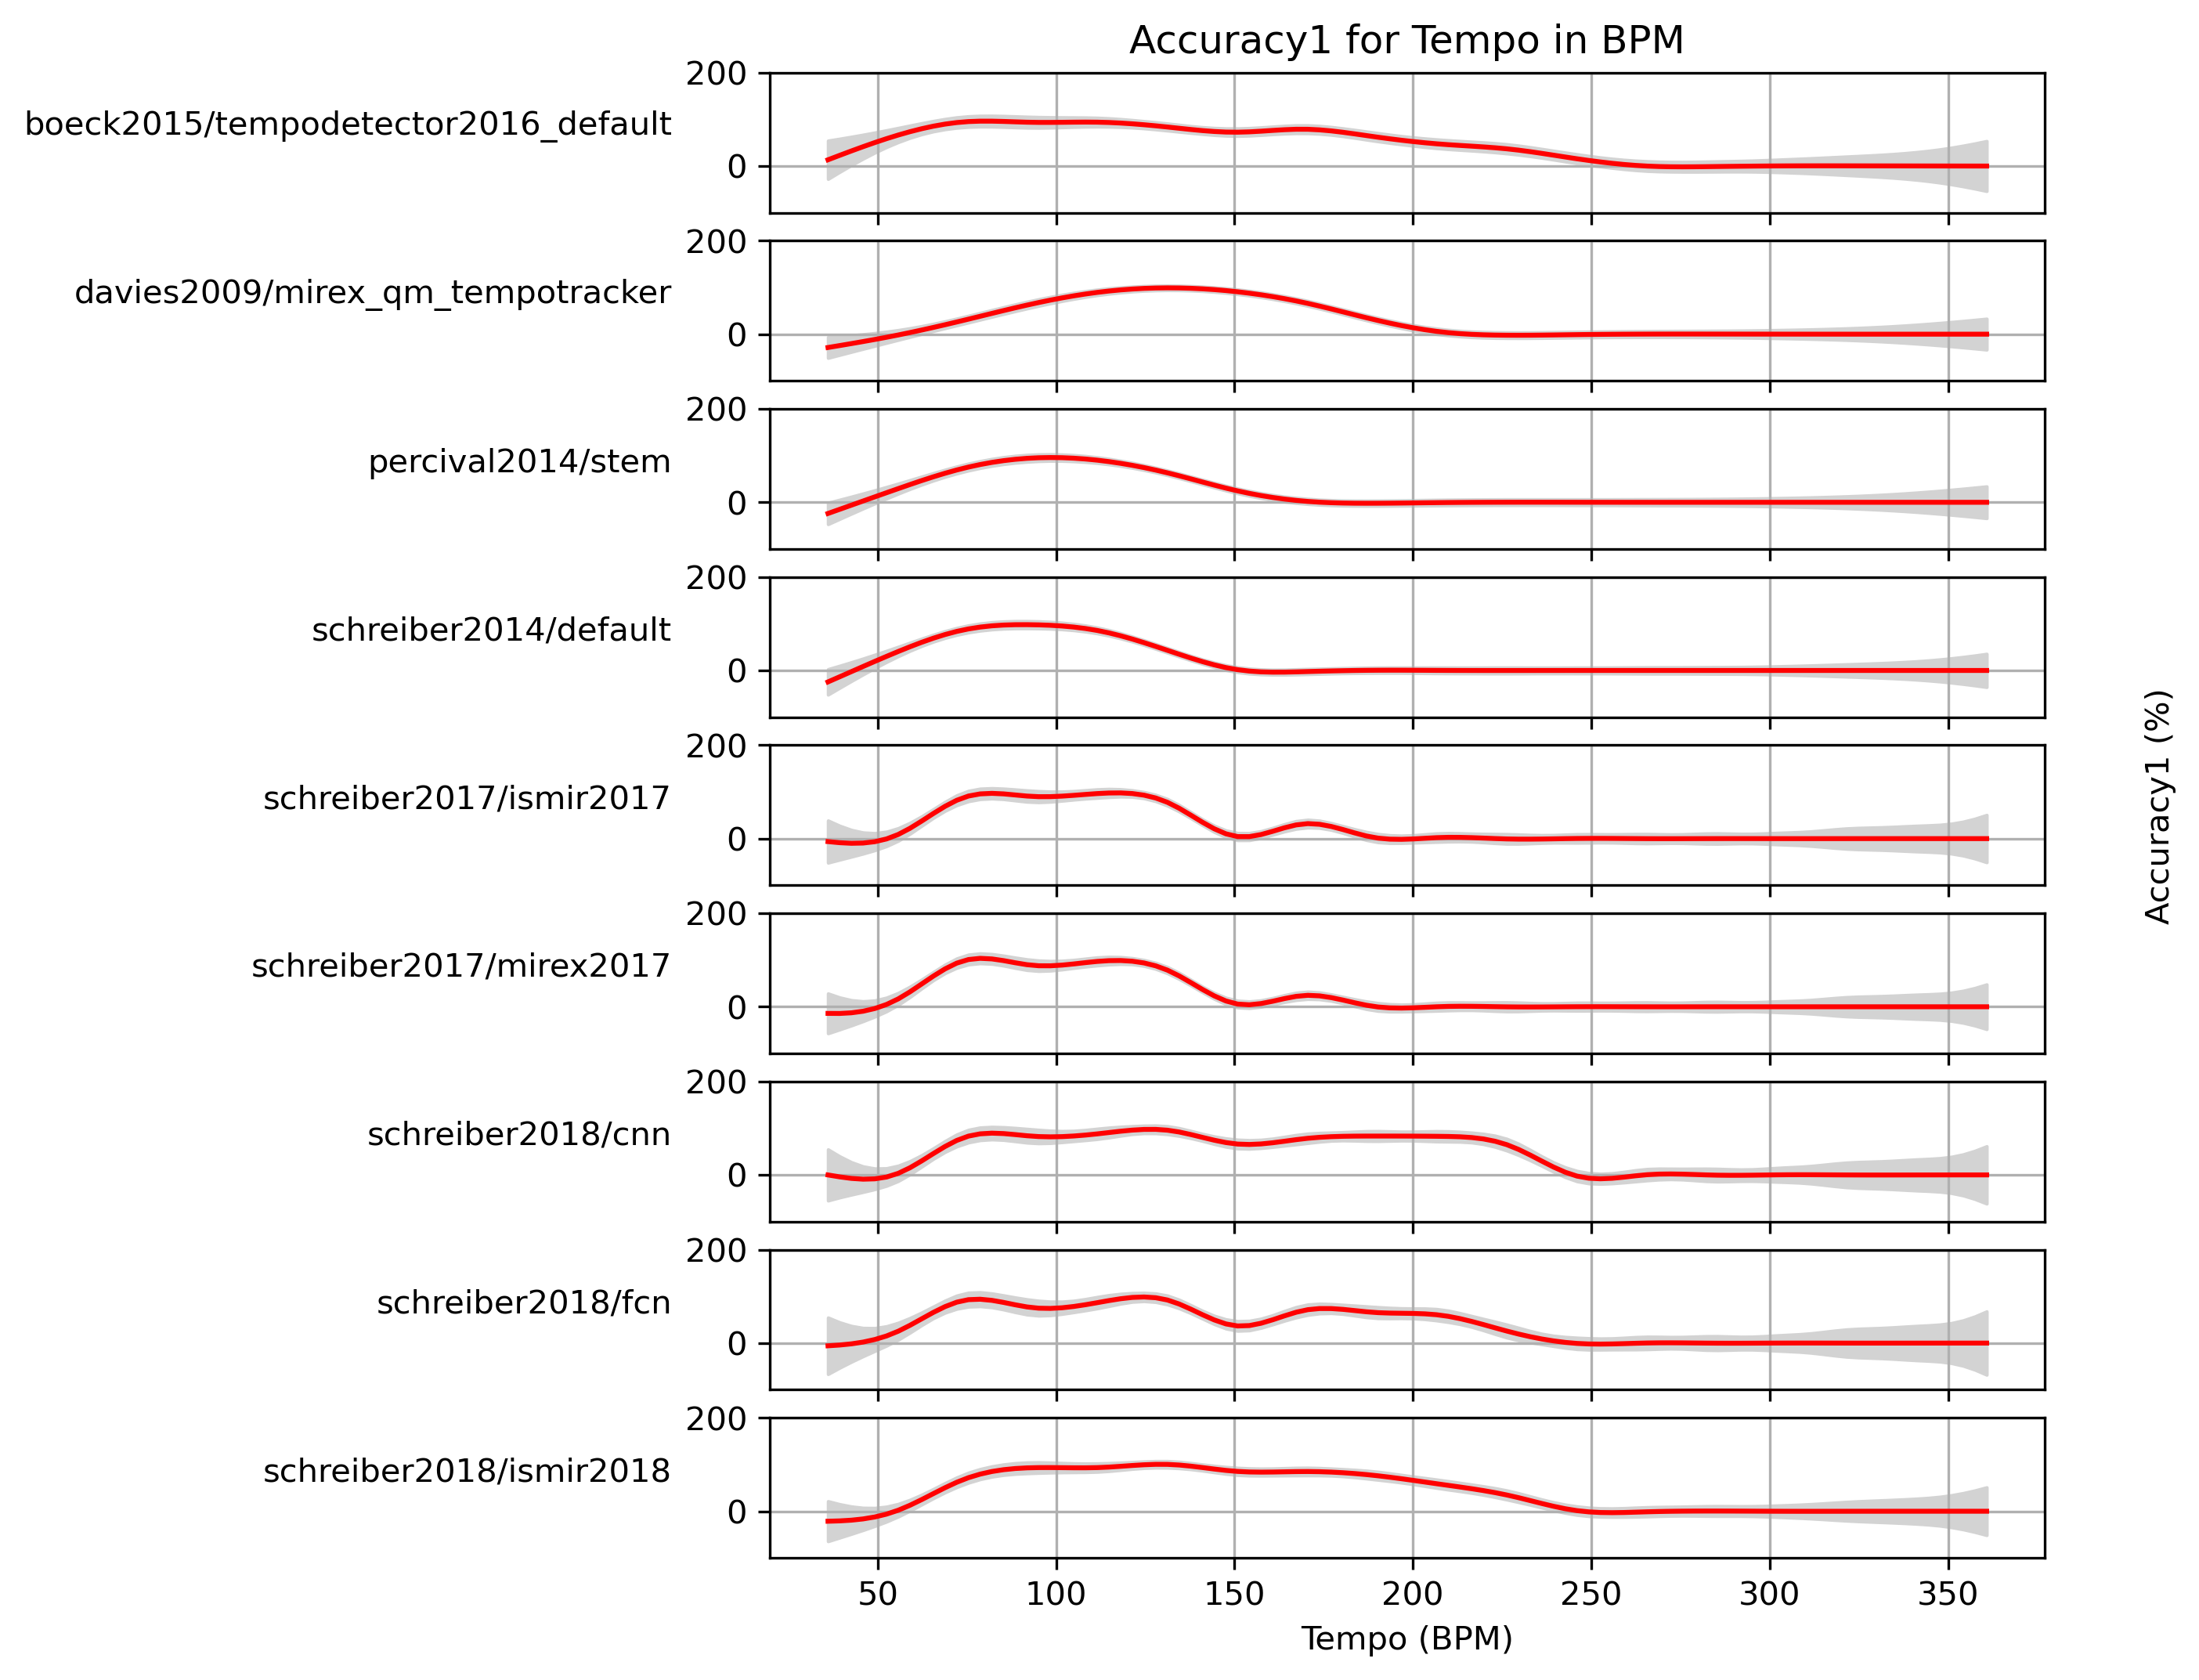 Accuracy1 for Tempo in BPM
200
boeck2015/tempodetector2016_default
0
200
davies2009/mirex_qm_tempotracker
0
200
percival2014/stem
0
200
schreiber2014/default
0
200
schreiber2017/ismir2017
0
200
schreiber2017/mirex2017
0
200
schreiber2018/cnn
0
200
schreiber2018/fcn
0
200
schreiber2018/ismir2018
0
50 100 150 200 250 300 350
Tempo (BPM)
Accuracy1 (%)